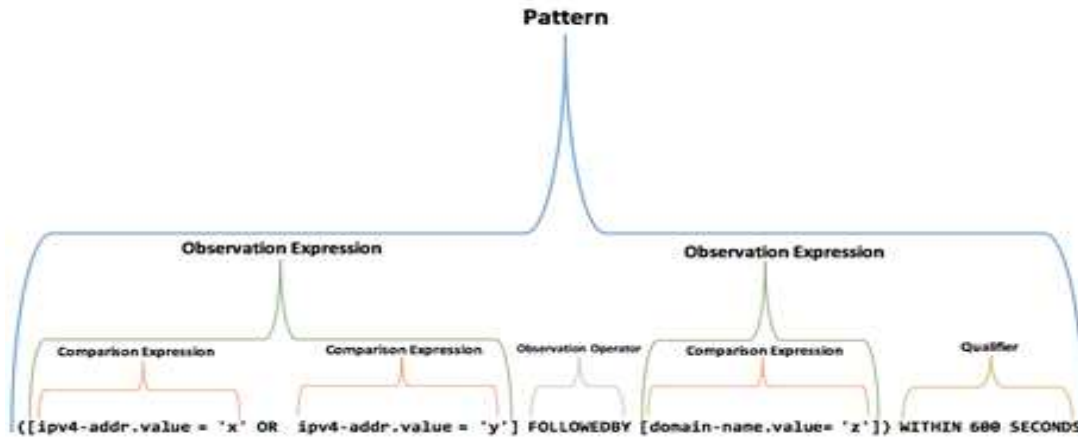 Pattern
Observation Expression
Observation Expression
Comparison Expression
Comparison Expression
Observation Operator
Comparison Expression
Qualifier
([ipv4-addr.value = 'x' OR ipv4-addr.value = 'y'] FOLLOWEDBY [domain-name.value= 'z']) WITHIN 600 SECONDS